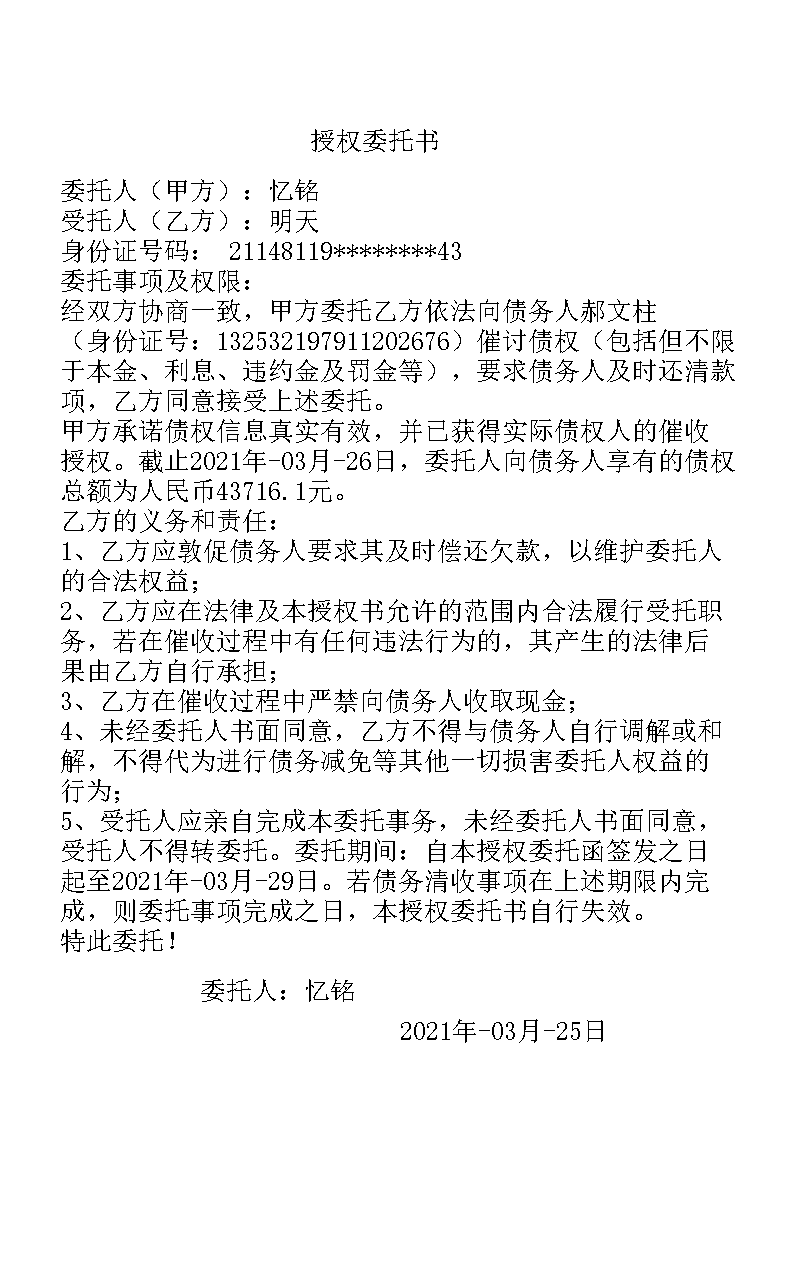 授权委托书
委托人（甲方）：忆铭
受托人（乙方）：明天
身份证号码： 21148119********43
委托事项及权限：
经双方协商一致，甲方委托乙方依法向债务人郝文柱
（身份证号：132532197911202676）催讨债权（包括但不限
于本金、利息、违约金及罚金等），要求债务人及时还清款
项，乙方同意接受上述委托。
甲方承诺债权信息真实有效，并已获得实际债权人的催收
授权。截止2021年-03月-26日，委托人向债务人享有的债权
总额为人民币43716.1元。
乙方的义务和责任：
1、乙方应敦促债务人要求其及时偿还欠款，以维护委托人
的合法权益；
2、乙方应在法律及本授权书允许的范围内合法履行受托职
务，若在催收过程中有任何违法行为的，其产生的法律后
果由乙方自行承担；
3、乙方在催收过程中严禁向债务人收取现金；
4、未经委托人书面同意，乙方不得与债务人自行调解或和
解，不得代为进行债务减免等其他一切损害委托人权益的
行为；
5、受托人应亲自完成本委托事务，未经委托人书面同意，
受托人不得转委托。委托期间：自本授权委托函签发之日
起至2021年-03月-29日。若债务清收事项在上述期限内完
成，则委托事项完成之日，本授权委托书自行失效。
特此委托！
委托人：忆铭
2021年-03月-25日